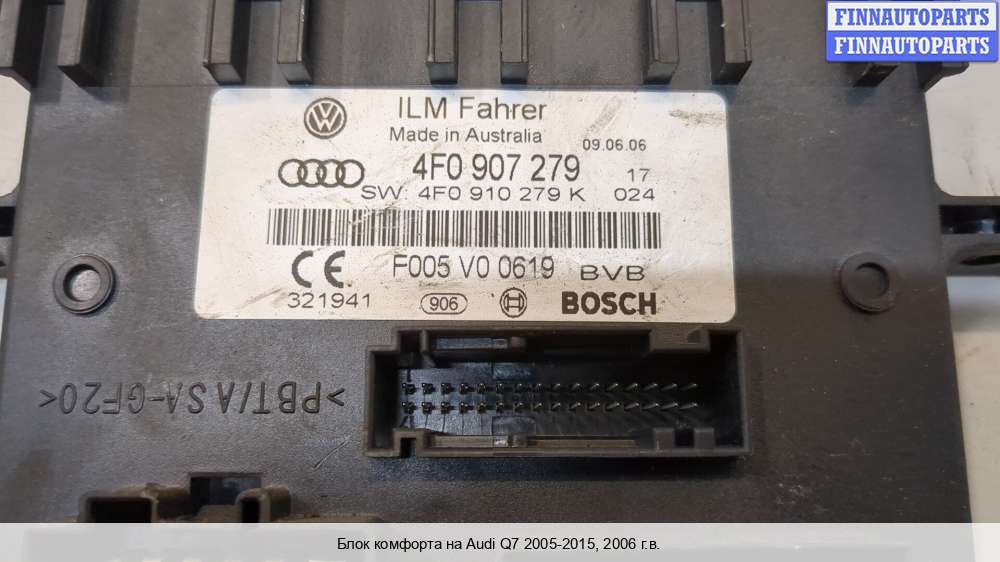 FINNAUTOPARTS
FINNAUTOPARTS
ILM Fahrer
Made in Australia
09.06.06
4F0 907 279 17
SW: 4F0 910 279 K 024
CE F005 V0 0619 BVB
321941 906 BOSCH
>PBT/ASA-GF20<
Блок комфорта на Audi Q7 2005-2015, 2006 г.в.